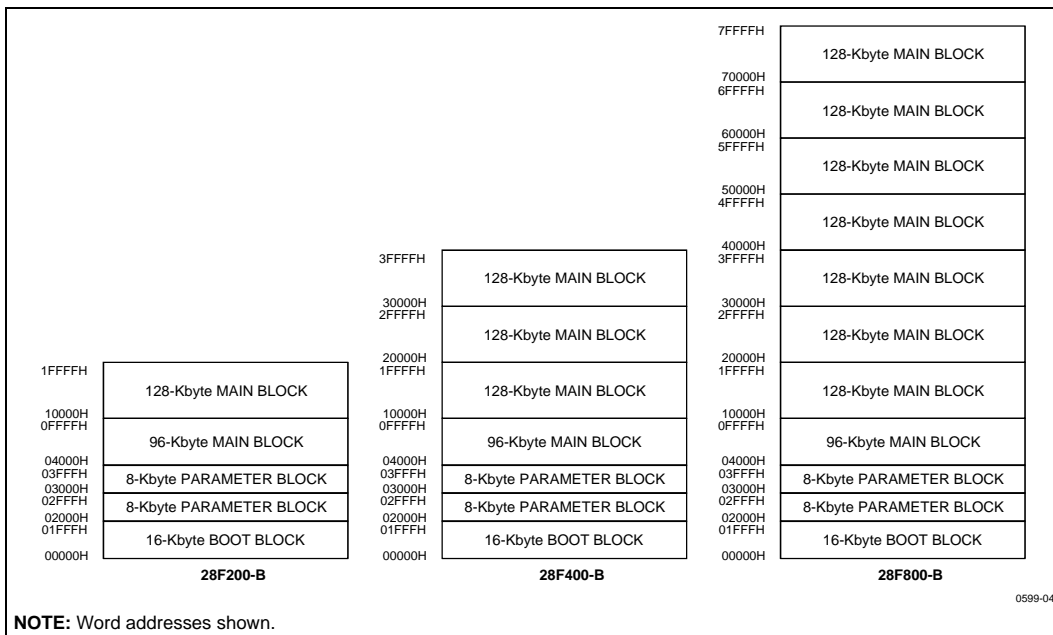 1FFFFH
128-Kbyte MAIN BLOCK
10000H
0FFFFH
96-Kbyte MAIN BLOCK
04000H
03FFFH
8-Kbyte PARAMETER BLOCK
03000H
02FFFH
8-Kbyte PARAMETER BLOCK
02000H
01FFFH
16-Kbyte BOOT BLOCK
00000H
28F200-B
3FFFFH
128-Kbyte MAIN BLOCK
30000H
2FFFFH
128-Kbyte MAIN BLOCK
20000H
1FFFFH
128-Kbyte MAIN BLOCK
10000H
0FFFFH
96-Kbyte MAIN BLOCK
04000H
03FFFH
8-Kbyte PARAMETER BLOCK
03000H
02FFFH
8-Kbyte PARAMETER BLOCK
02000H
01FFFH
16-Kbyte BOOT BLOCK
00000H
28F400-B
7FFFFH
128-Kbyte MAIN BLOCK
70000H
6FFFFH
128-Kbyte MAIN BLOCK
60000H
5FFFFH
128-Kbyte MAIN BLOCK
50000H
4FFFFH
128-Kbyte MAIN BLOCK
40000H
3FFFFH
128-Kbyte MAIN BLOCK
30000H
2FFFFH
128-Kbyte MAIN BLOCK
20000H
1FFFFH
128-Kbyte MAIN BLOCK
10000H
0FFFFH
96-Kbyte MAIN BLOCK
04000H
03FFFH
8-Kbyte PARAMETER BLOCK
03000H
02FFFH
8-Kbyte PARAMETER BLOCK
02000H
01FFFH
16-Kbyte BOOT BLOCK
00000H
28F800-B
0599-04
NOTE: Word addresses shown.